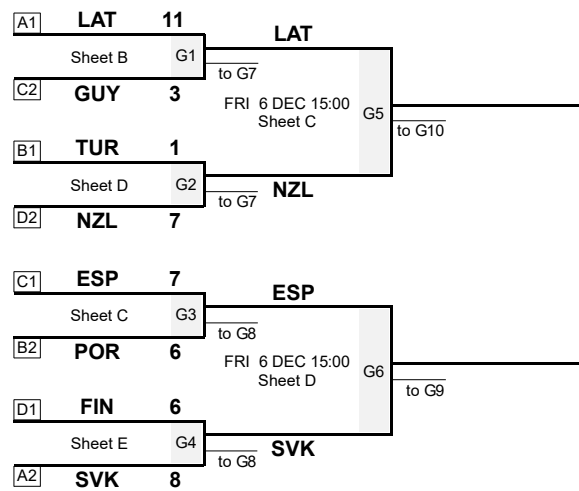 A1 LAT 11
LAT
Sheet B G1
to G7
C2 GUY 3
FRI 6 DEC 15:00
Sheet C
G5
to G10
B1 TUR 1
Sheet D G2
to G7
NZL
D2 NZL 7
C1 ESP 7
ESP
Sheet C G3
to G8
B2 POR 6
FRI 6 DEC 15:00
Sheet D
G6
to G9
D1 FIN 6
Sheet E G4
to G8
SVK
A2 SVK 8